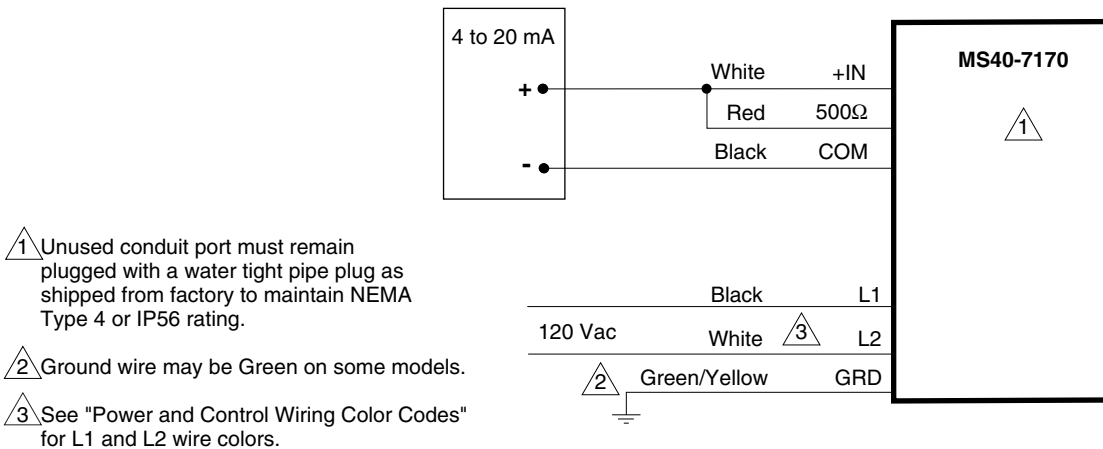 4 to 20 mA
+
-
White +IN
Red 500Ω
Black COM
MS40-7170
1
1 Unused conduit port must remain
plugged with a water tight pipe plug as
shipped from factory to maintain NEMA
Type 4 or IP56 rating.
2 Ground wire may be Green on some models.
3 See "Power and Control Wiring Color Codes"
for L1 and L2 wire colors.
Black L1
120 Vac
White 3 L2
2 Green/Yellow GRD